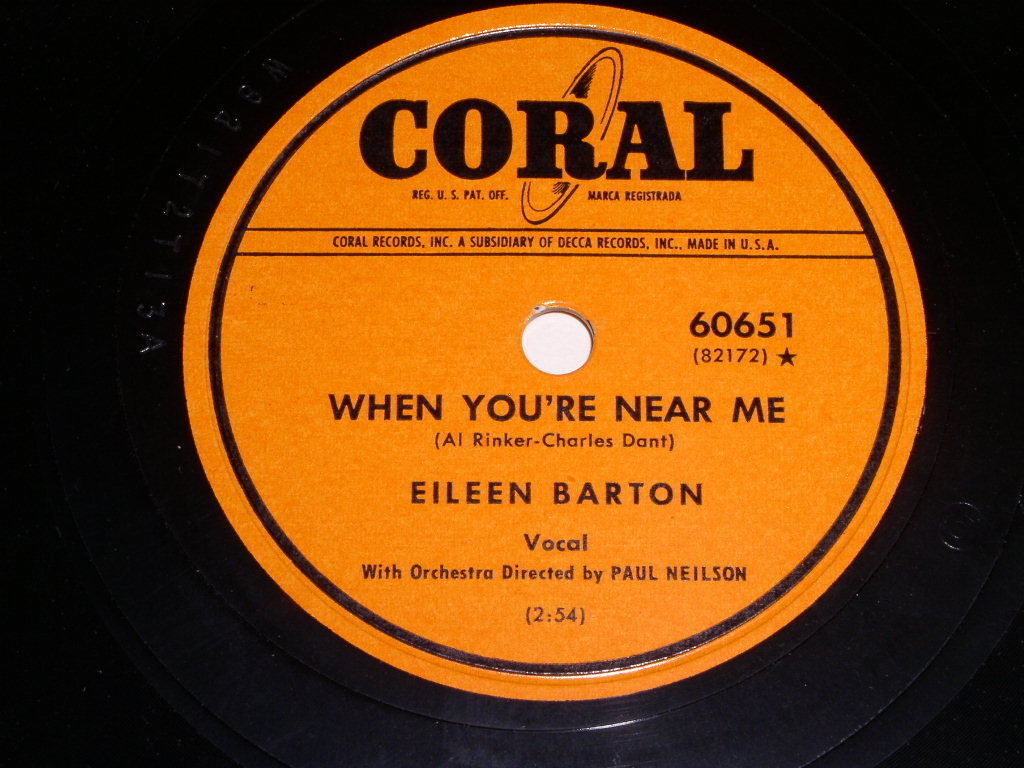 CORAL
REG. U. S. PAT. OFF. MARCA REGISTRADA
CORAL RECORDS, INC. A SUBSIDIARY OF DECCA RECORDS, INC., MADE IN U.S.A.
60651
(82172) ★
WHEN YOU'RE NEAR ME
(Al Rinker-Charles Dant)
EILEEN BARTON
Vocal
With Orchestra Directed by PAUL NEILSON
(2:54)